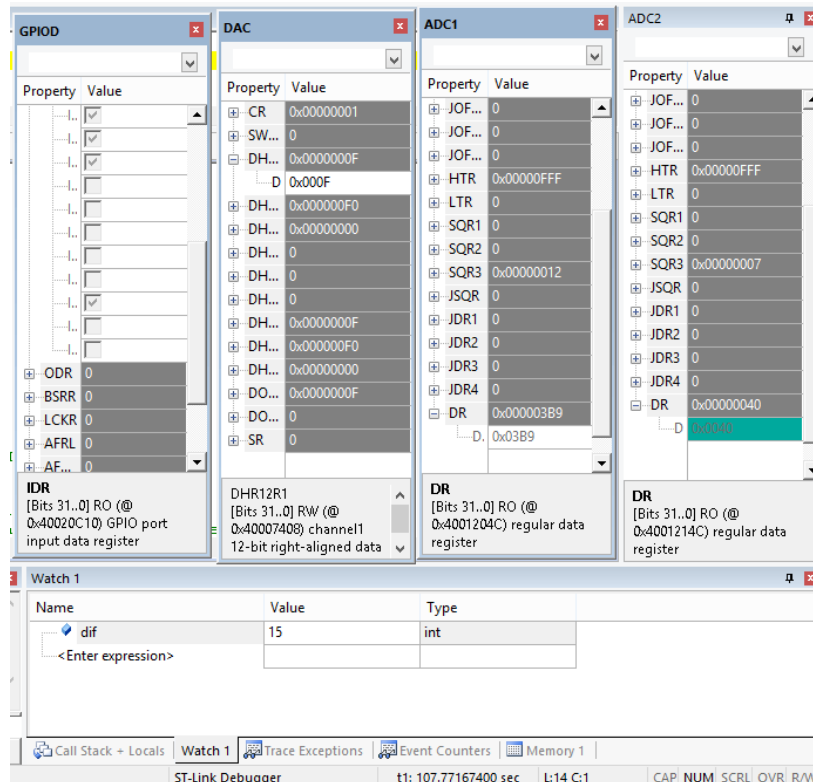 GPIOD
Property Value
I..
I..
I..
I..
I..
I..
I..
I..
I..
I..
I..
ODR 0
BSRR 0
LCKR 0
AFRL 0
AF... 0
IDR
[Bits 31..0] RO (@
0x40020C10) GPIO port
input data register
DAC
Property Value
CR 0x00000001
SW... 0
DH... 0x0000000F
D 0x000F
DH... 0x000000F0
DH... 0x00000000
DH... 0
DH... 0
DH... 0
DH... 0x0000000F
DH... 0x000000F0
DH... 0x00000000
DO... 0x0000000F
DO... 0
SR 0
DHR12R1
[Bits 31..0] RW (@
0x40007408) channel1
12-bit right-aligned data
ADC1
Property Value
JOF... 0
JOF... 0
JOF... 0
HTR 0x00000FFF
LTR 0
SQR1 0
SQR2 0
SQR3 0x00000012
JSQR 0
JDR1 0
JDR2 0
JDR3 0
JDR4 0
DR 0x000003B9
D. 0x03B9
DR
[Bits 31..0] RO (@
0x4001204C) regular data
register
ADC2
Property Value
JOF... 0
JOF... 0
JOF... 0
HTR 0x00000FFF
LTR 0
SQR1 0
SQR2 0
SQR3 0x00000007
JSQR 0
JDR1 0
JDR2 0
JDR3 0
JDR4 0
DR 0x00000040
D 0x0040
DR
[Bits 31..0] RO (@
0x4001214C) regular data
register
Watch 1
Name Value Type
dif 15 int
<Enter expression>
Call Stack + Locals Watch 1 Trace Exceptions Event Counters Memory 1
ST-Link Debugger t1: 107.77167400 sec L:14 C:1 CAP NUM SCRL OVR R/W